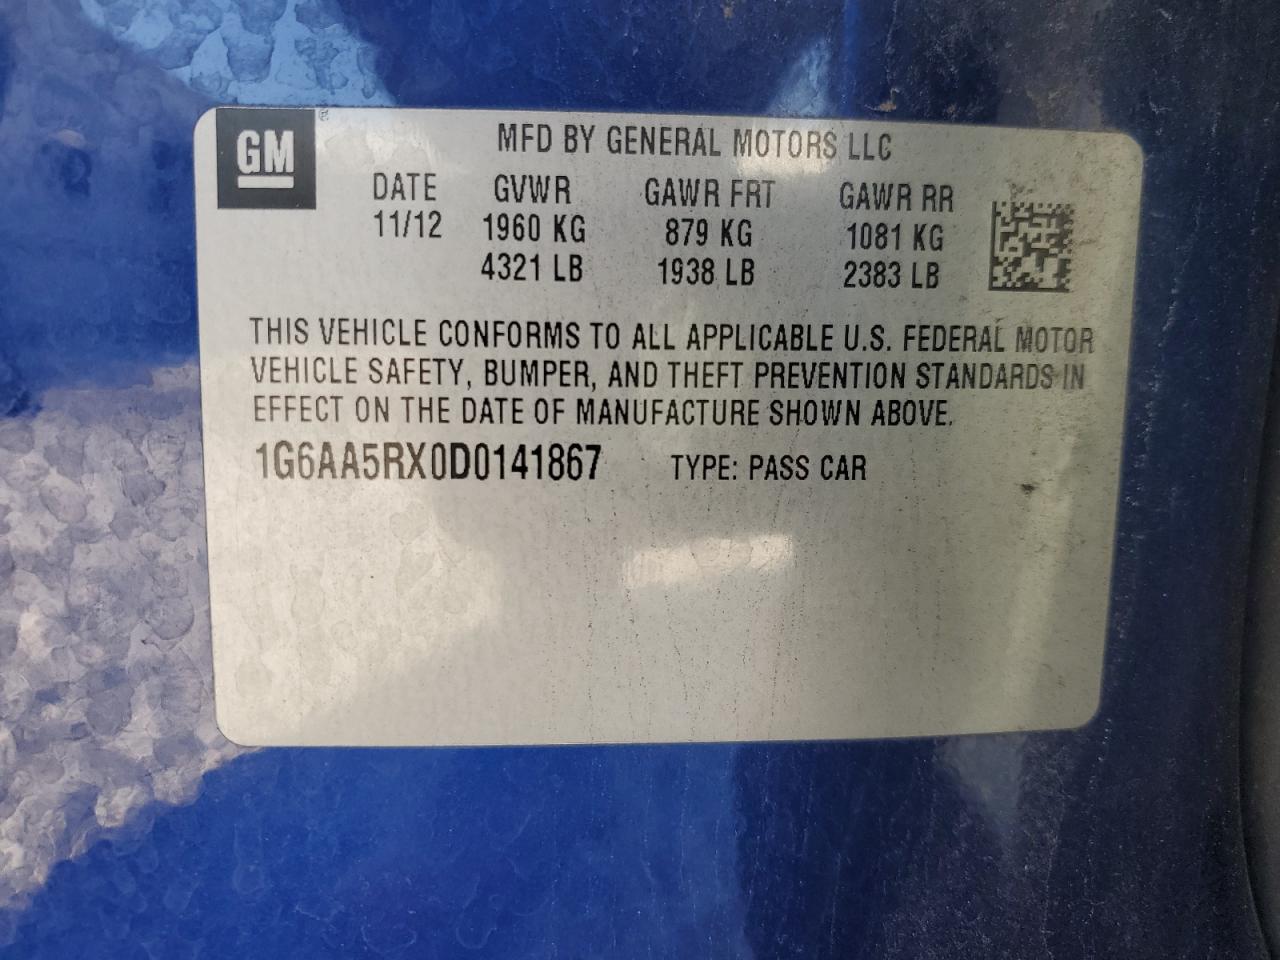 GM ®
MFD BY GENERAL MOTORS LLC
DATE GVWR GAWR FRT GAWR RR
11/12 1960 KG 879 KG 1081 KG
4321 LB 1938 LB 2383 LB
THIS VEHICLE CONFORMS TO ALL APPLICABLE U.S. FEDERAL MOTOR
VEHICLE SAFETY, BUMPER, AND THEFT PREVENTION STANDARDS IN
EFFECT ON THE DATE OF MANUFACTURE SHOWN ABOVE.
1G6AA5RX0D0141867 TYPE: PASS CAR